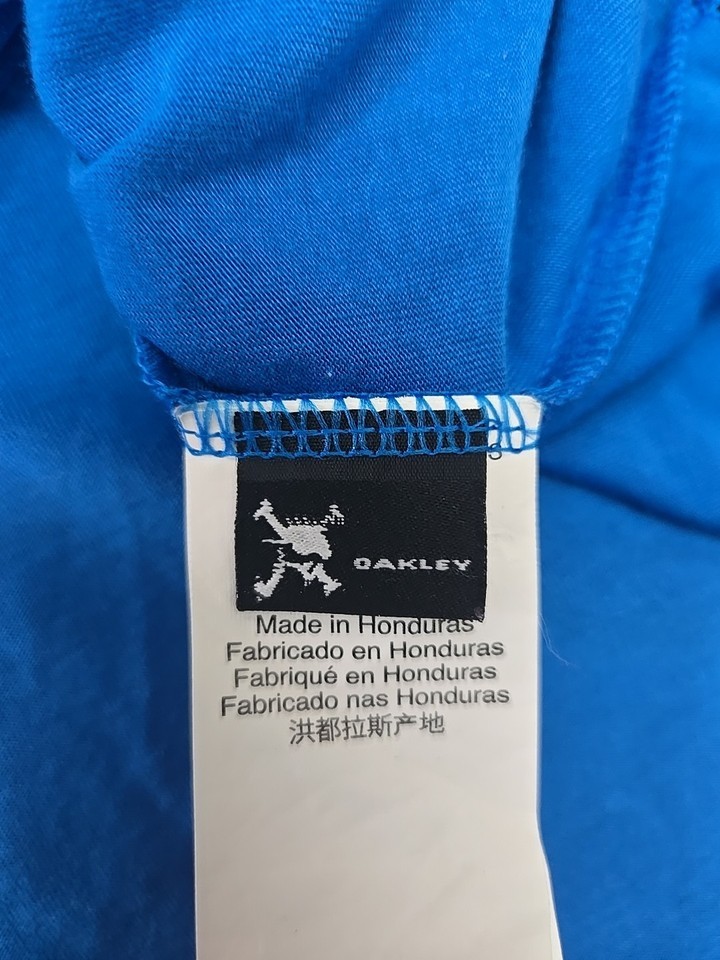 OAKLEY
Made in Honduras
Fabricado en Honduras
Fabriqué en Honduras
Fabricado nas Honduras
洪都拉斯产地